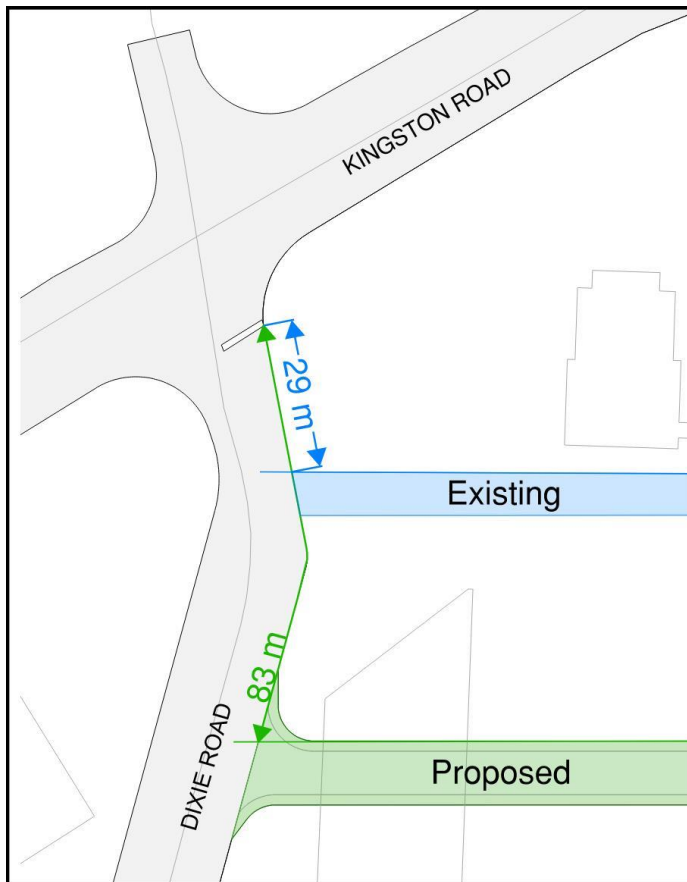 KINGSTON ROAD
29 m
Existing
83 m
DIXIE ROAD
Proposed